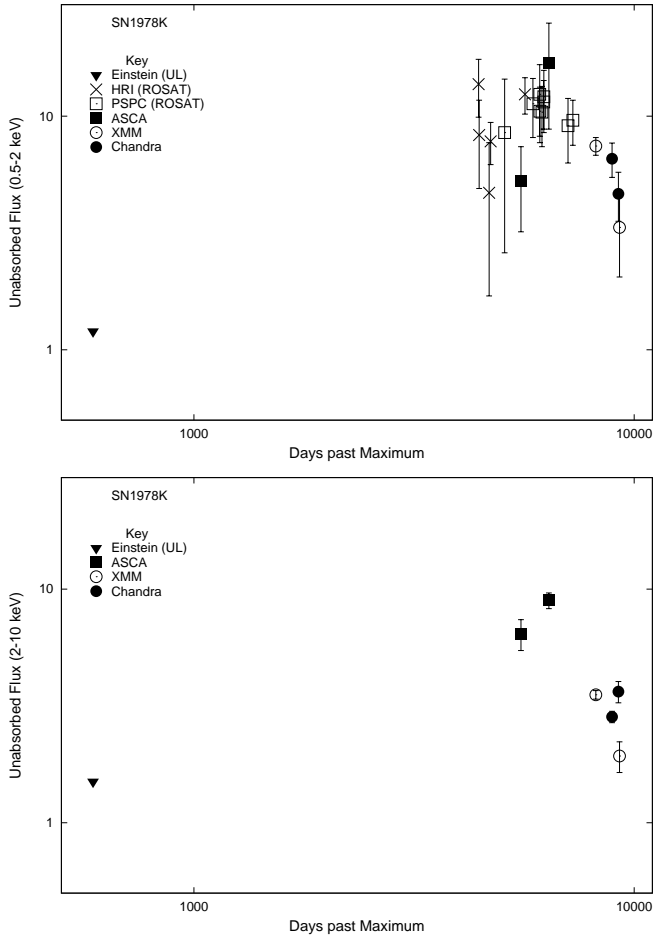 SN1978K
Key
Einstein (UL)
HRI (ROSAT)
PSPC (ROSAT)
ASCA
XMM
Chandra
10
1
Unabsorbed Flux (0.5-2 keV)
1000
10000
Days past Maximum
SN1978K
Key
Einstein (UL)
ASCA
XMM
Chandra
10
1
Unabsorbed Flux (2-10 keV)
1000
10000
Days past Maximum